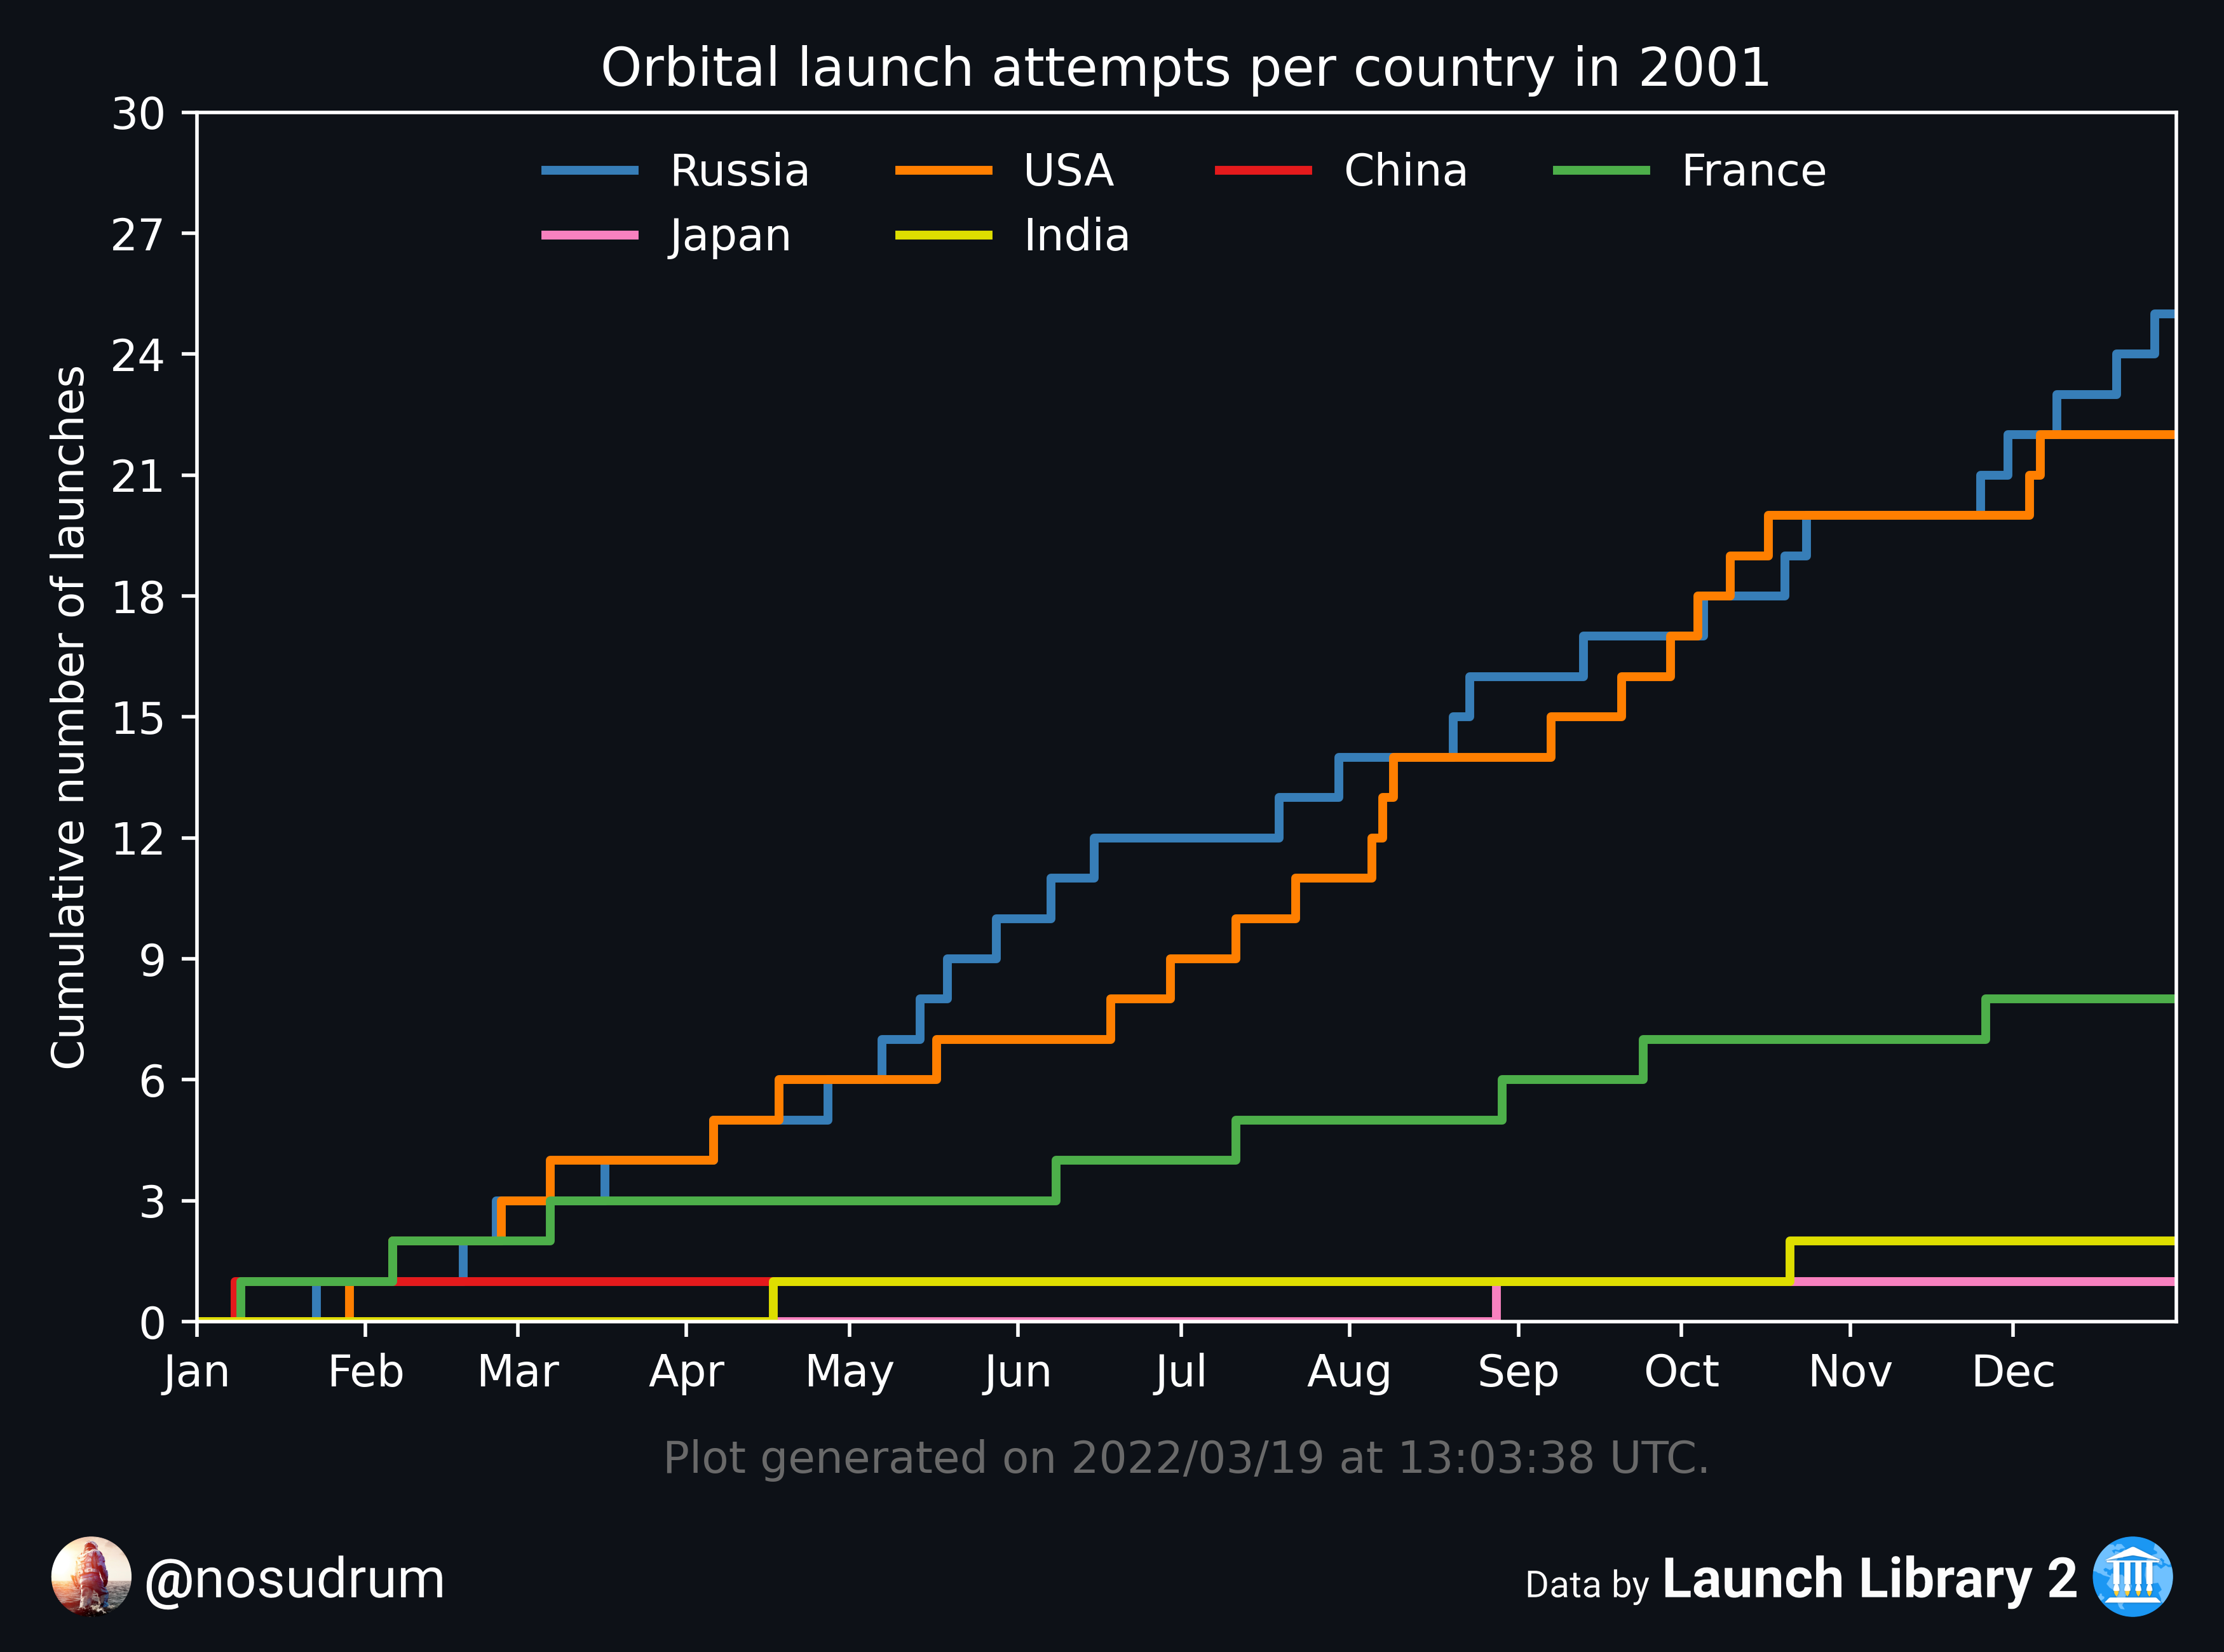 Orbital launch attempts per country in 2001
30
27
24
21
18
15
12
9
6
3
0
Cumulative number of launches
Russia USA China France
Japan India
Jan Feb Mar Apr May Jun Jul Aug Sep Oct Nov Dec
Plot generated on 2022/03/19 at 13:03:38 UTC.
@nosudrum
Data by Launch Library 2